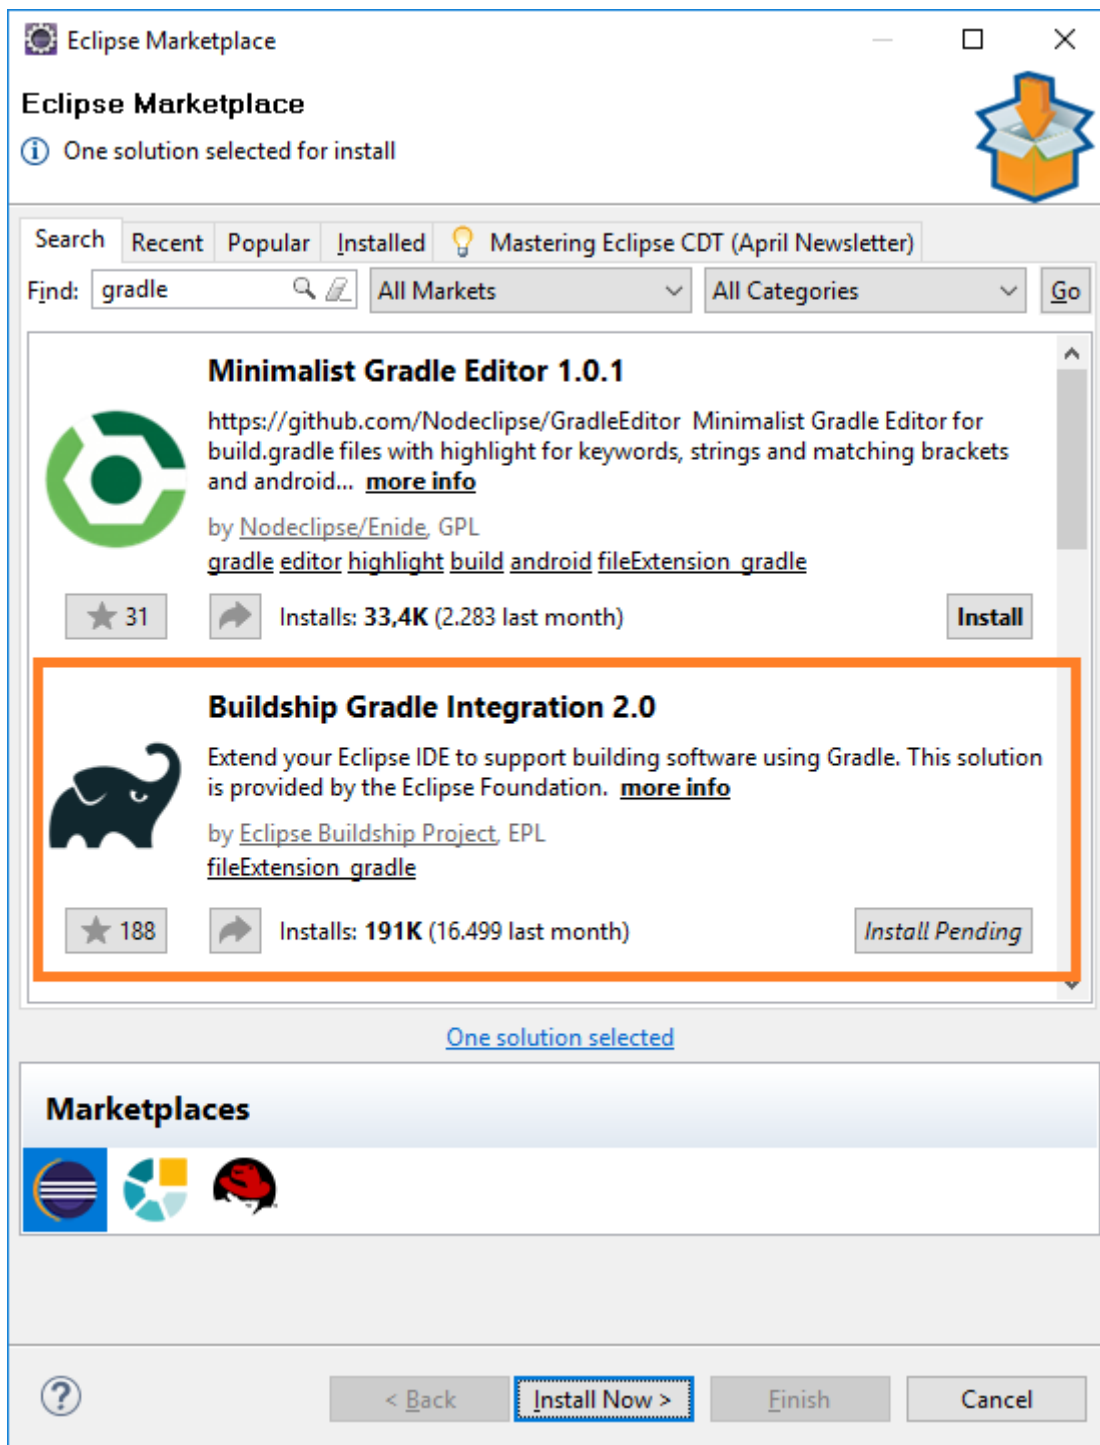 Eclipse Marketplace
Eclipse Marketplace
One solution selected for install
Search Recent Popular Installed Mastering Eclipse CDT (April Newsletter)
Find: gradle All Markets All Categories Go
Minimalist Gradle Editor 1.0.1
https://github.com/Nodeclipse/GradleEditor Minimalist Gradle Editor for
build.gradle files with highlight for keywords, strings and matching brackets
and android... more info
by Nodeclipse/Enide, GPL
gradle editor highlight build android fileExtension_gradle
31 Installs: 33,4K (2.283 last month) Install
Buildship Gradle Integration 2.0
Extend your Eclipse IDE to support building software using Gradle. This solution
is provided by the Eclipse Foundation. more info
by Eclipse Buildship Project, EPL
fileExtension_gradle
188 Installs: 191K (16.499 last month) Install Pending
One solution selected
Marketplaces
? < Back Install Now > Finish Cancel